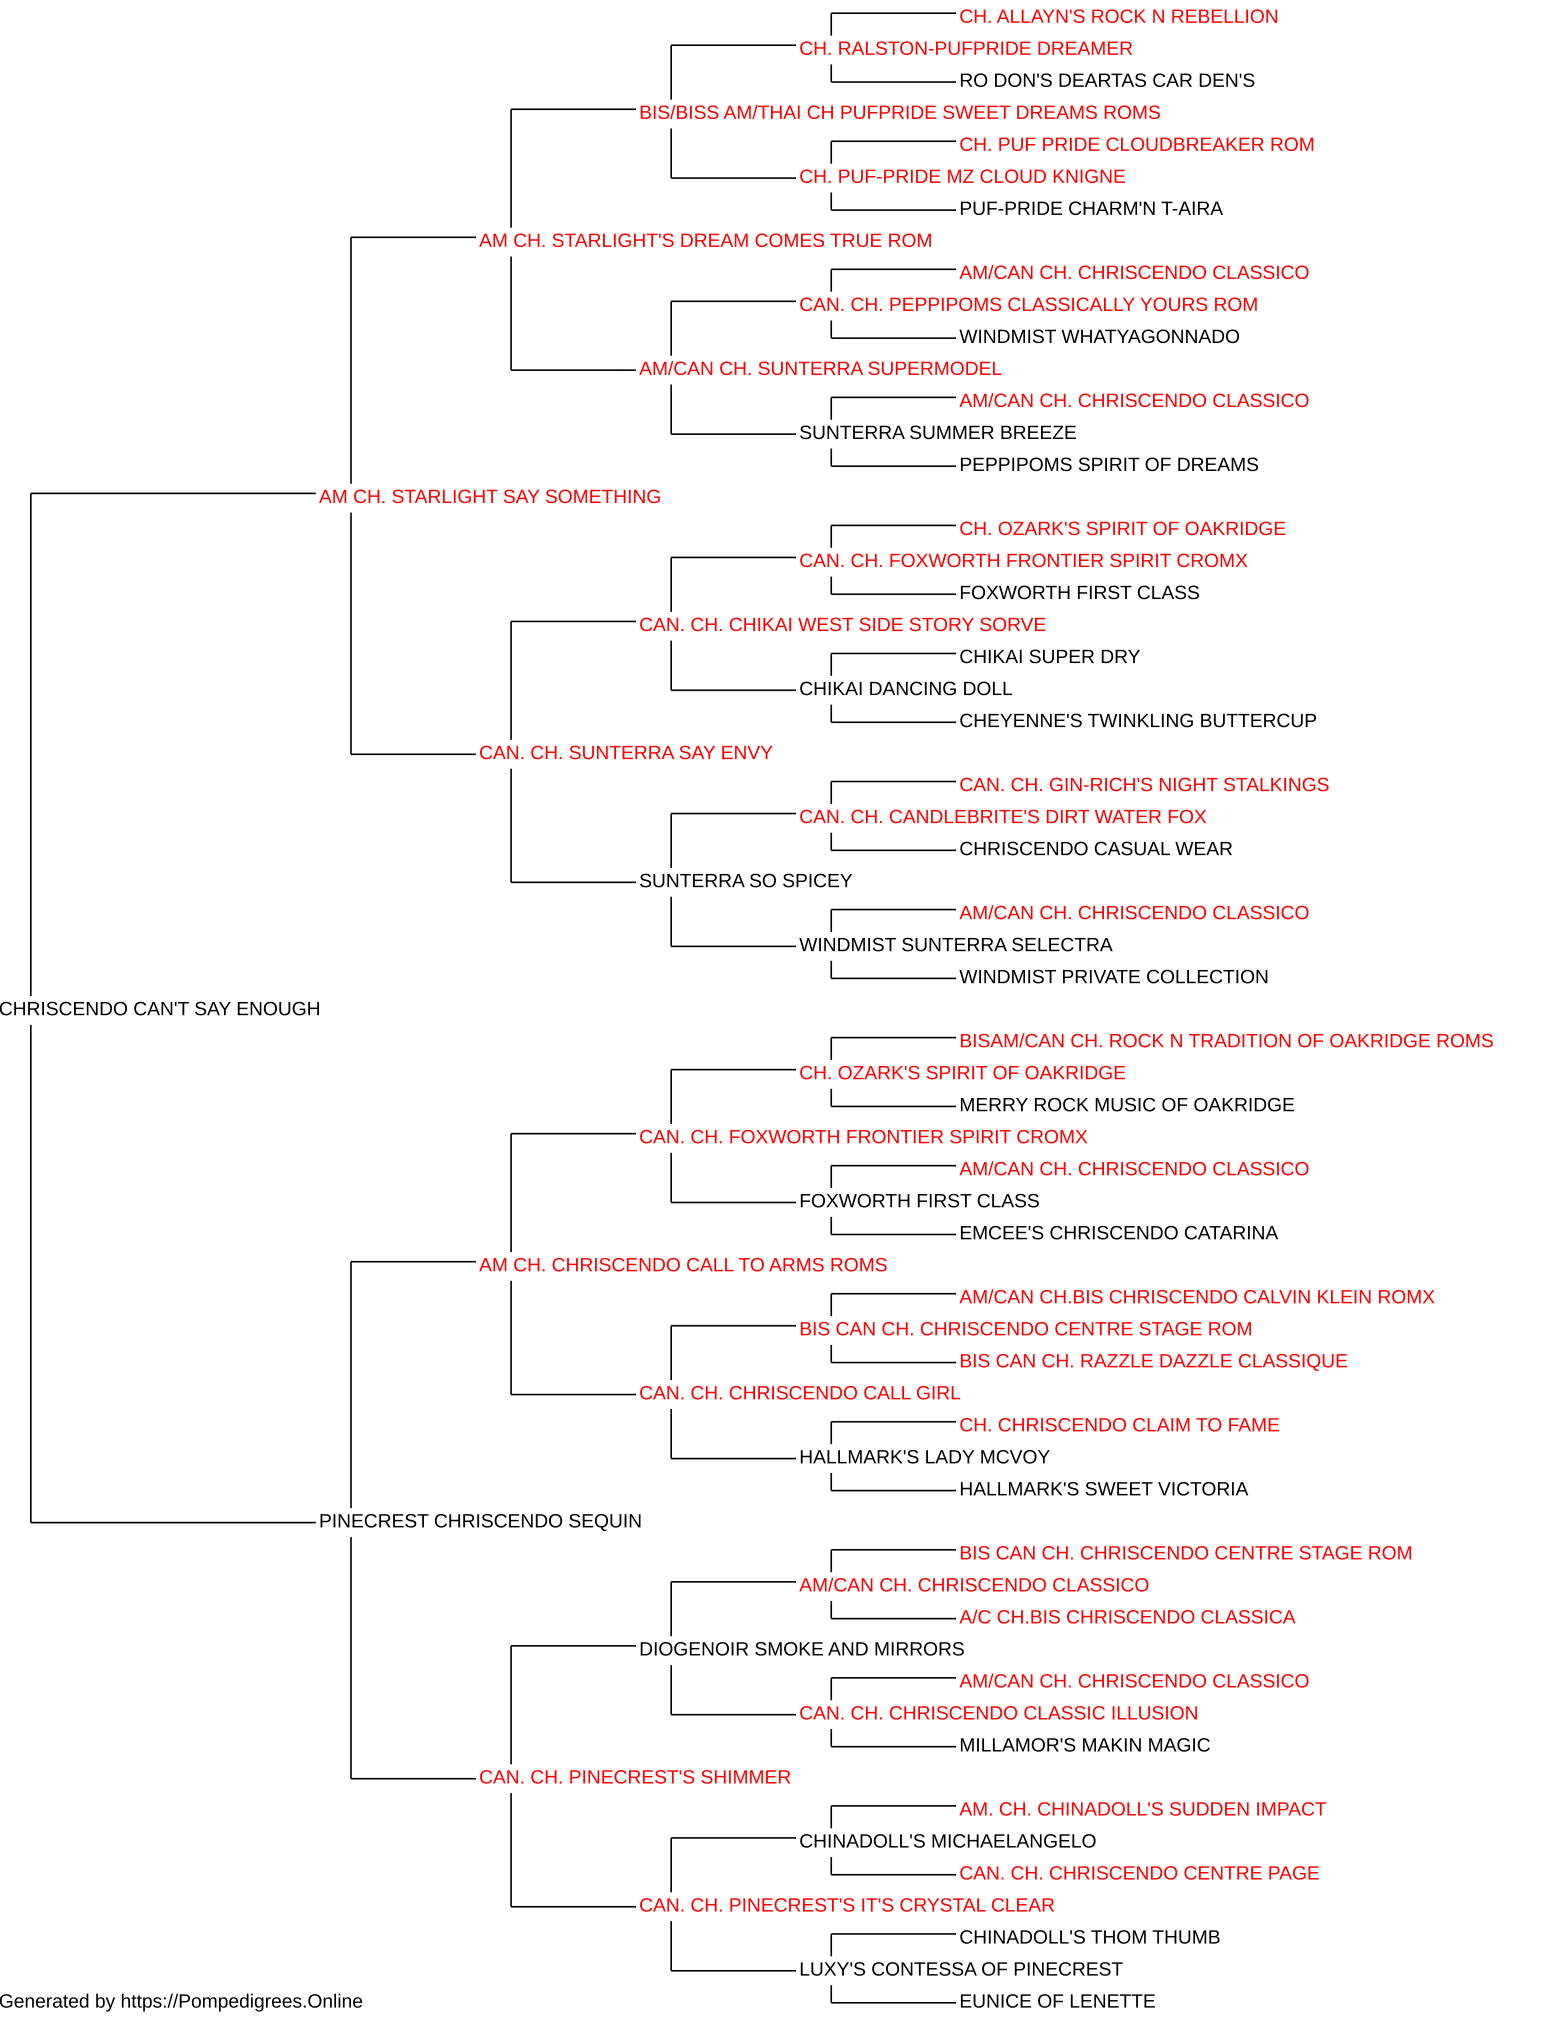 CH. ALLAYN'S ROCK N REBELLION
CH. RALSTON-PUFPRIDE DREAMER
RO DON'S DEARTAS CAR DEN'S
BIS/BISS AM/THAI CH PUFPRIDE SWEET DREAMS ROMS
CH. PUF PRIDE CLOUDBREAKER ROM
CH. PUF-PRIDE MZ CLOUD KNIGNE
PUF-PRIDE CHARM'N T-AIRA
AM CH. STARLIGHT'S DREAM COMES TRUE ROM
AM/CAN CH. CHRISCENDO CLASSICO
CAN. CH. PEPPIPOMS CLASSICALLY YOURS ROM
WINDMIST WHATYAGONNADO
AM/CAN CH. SUNTERRA SUPERMODEL
AM/CAN CH. CHRISCENDO CLASSICO
SUNTERRA SUMMER BREEZE
PEPPIPOMS SPIRIT OF DREAMS
AM CH. STARLIGHT SAY SOMETHING
CH. OZARK'S SPIRIT OF OAKRIDGE
CAN. CH. FOXWORTH FRONTIER SPIRIT CROMX
FOXWORTH FIRST CLASS
CAN. CH. CHIKAI WEST SIDE STORY SORVE
CHIKAI SUPER DRY
CHIKAI DANCING DOLL
CHEYENNE'S TWINKLING BUTTERCUP
CAN. CH. SUNTERRA SAY ENVY
CAN. CH. GIN-RICH'S NIGHT STALKINGS
CAN. CH. CANDLEBRITE'S DIRT WATER FOX
CHRISCENDO CASUAL WEAR
SUNTERRA SO SPICEY
AM/CAN CH. CHRISCENDO CLASSICO
WINDMIST SUNTERRA SELECTRA
WINDMIST PRIVATE COLLECTION
CHRISCENDO CAN'T SAY ENOUGH
BISAM/CAN CH. ROCK N TRADITION OF OAKRIDGE ROMS
CH. OZARK'S SPIRIT OF OAKRIDGE
MERRY ROCK MUSIC OF OAKRIDGE
CAN. CH. FOXWORTH FRONTIER SPIRIT CROMX
AM/CAN CH. CHRISCENDO CLASSICO
FOXWORTH FIRST CLASS
EMCEE'S CHRISCENDO CATARINA
AM CH. CHRISCENDO CALL TO ARMS ROMS
AM/CAN CH.BIS CHRISCENDO CALVIN KLEIN ROMX
BIS CAN CH. CHRISCENDO CENTRE STAGE ROM
BIS CAN CH. RAZZLE DAZZLE CLASSIQUE
CAN. CH. CHRISCENDO CALL GIRL
CH. CHRISCENDO CLAIM TO FAME
HALLMARK'S LADY MCVOY
HALLMARK'S SWEET VICTORIA
PINECREST CHRISCENDO SEQUIN
BIS CAN CH. CHRISCENDO CENTRE STAGE ROM
AM/CAN CH. CHRISCENDO CLASSICO
A/C CH.BIS CHRISCENDO CLASSICA
DIOGENOIR SMOKE AND MIRRORS
AM/CAN CH. CHRISCENDO CLASSICO
CAN. CH. CHRISCENDO CLASSIC ILLUSION
MILLAMOR'S MAKIN MAGIC
CAN. CH. PINECREST'S SHIMMER
AM. CH. CHINADOLL'S SUDDEN IMPACT
CHINADOLL'S MICHAELANGELO
CAN. CH. CHRISCENDO CENTRE PAGE
CAN. CH. PINECREST'S IT'S CRYSTAL CLEAR
CHINADOLL'S THOM THUMB
LUXY'S CONTESSA OF PINECREST
EUNICE OF LENETTE
Generated by https://Pompedigrees.Online